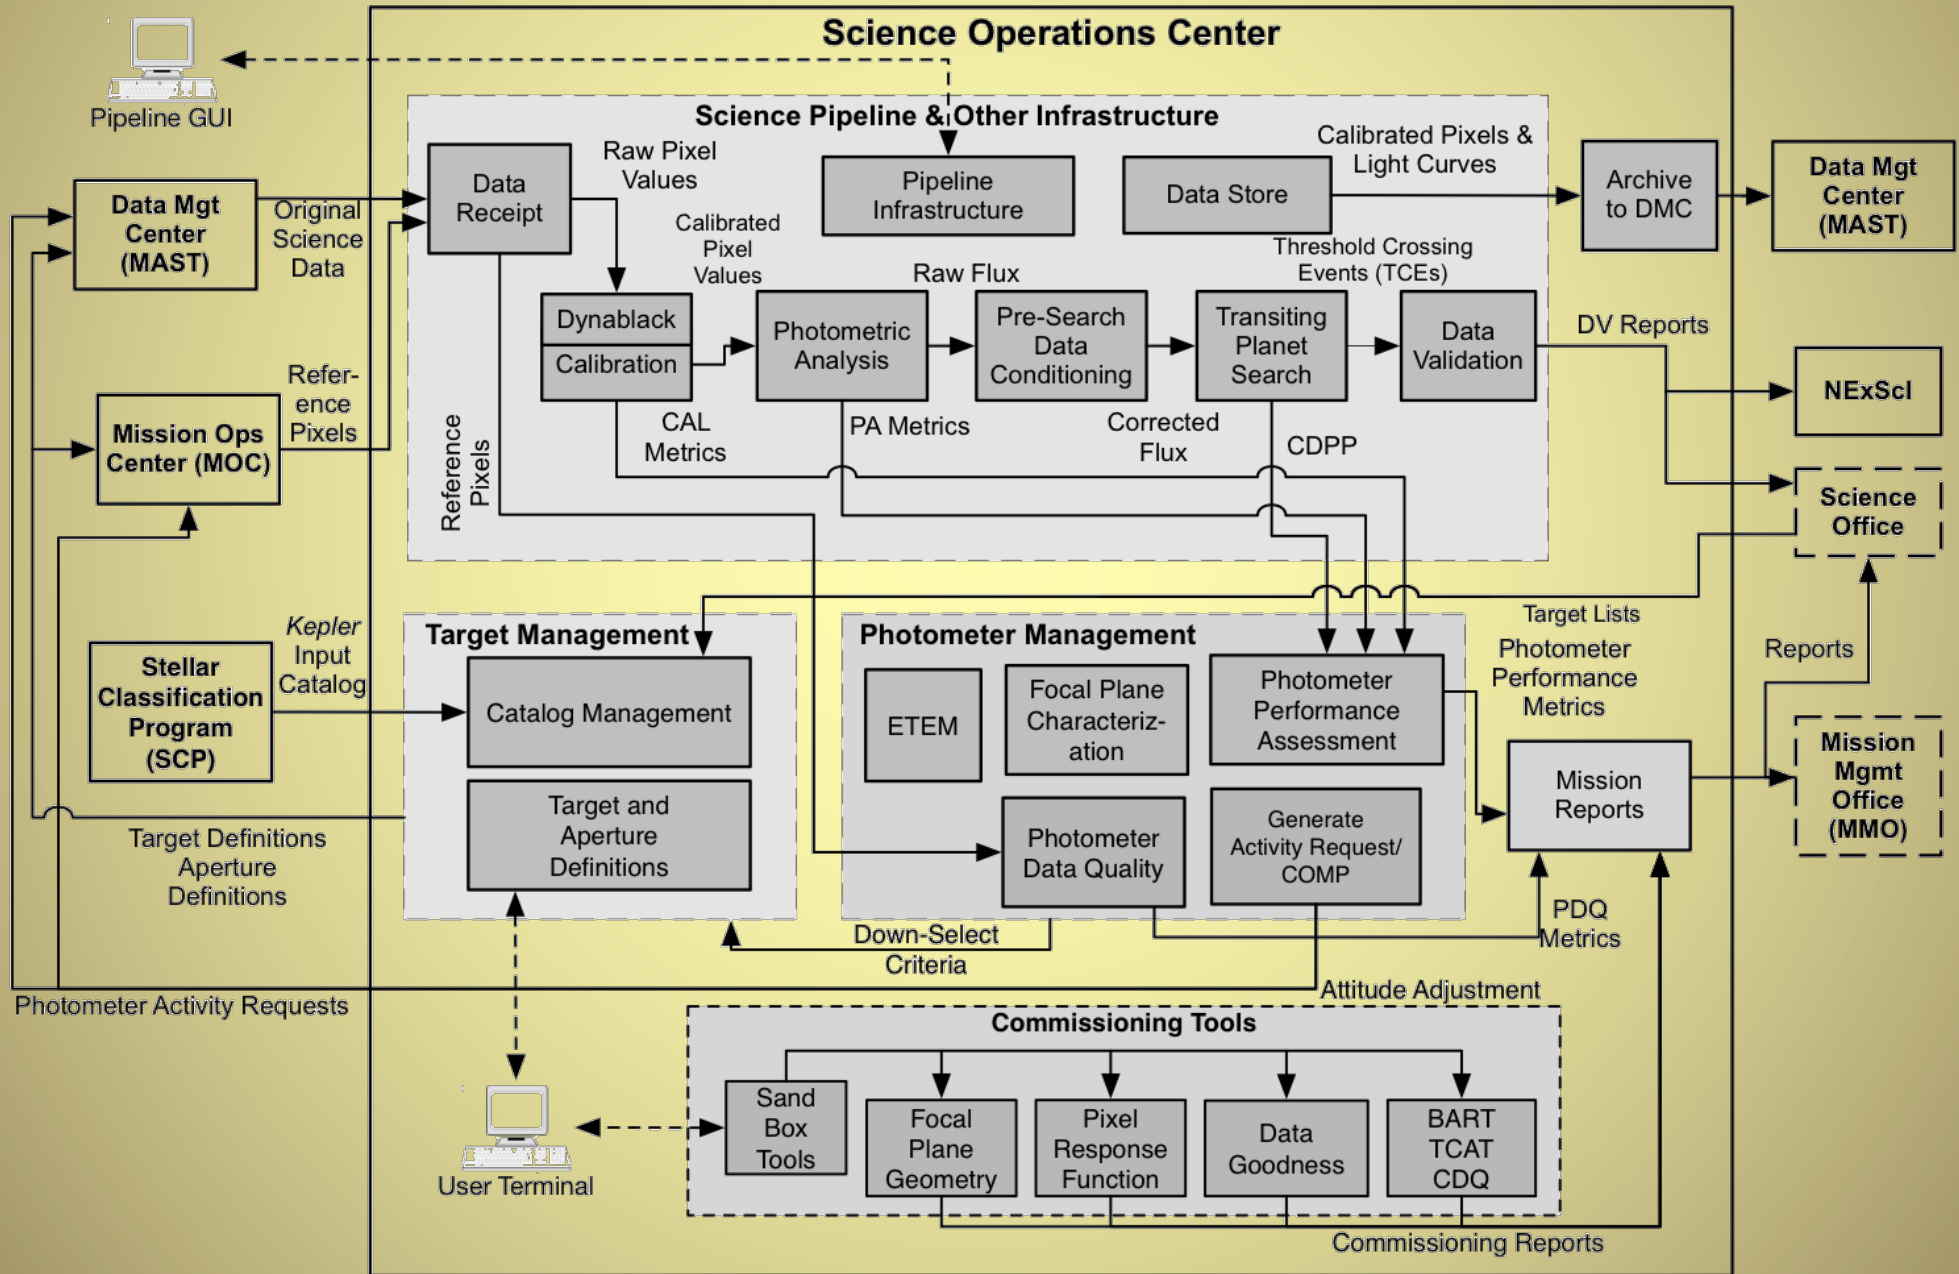 Science Operations Center
Pipeline GUI
Science Pipeline & Other Infrastructure
Data
Receipt
Raw Pixel
Values
Pipeline
Infrastructure
Data Store
Calibrated Pixels &
Light Curves
Archive
to DMC
Data Mgt
Center
(MAST)
Data Mgt
Center
(MAST)
Original
Science
Data
Calibrated
Pixel
Values
Raw Flux
Threshold Crossing
Events (TCEs)
Dynablack
Calibration
Photometric
Analysis
Pre-Search
Data
Conditioning
Transiting
Planet
Search
Data
Validation
DV Reports
NExScI
Refer-
ence
Pixels
Mission Ops
Center (MOC)
Reference
Pixels
CAL
Metrics
PA Metrics
Corrected
Flux
CDPP
Science
Office
Target Lists
Kepler
Input
Catalog
Stellar
Classification
Program
(SCP)
Target Management
Catalog Management
Target and
Aperture
Definitions
Photometer Management
ETEM
Focal Plane
Characteriz-
ation
Photometer
Performance
Assessment
Photometer
Performance
Metrics
Reports
Mission
Reports
Mission
Mgmt
Office
(MMO)
Photometer
Data Quality
Generate
Activity Request/
COMP
Target Definitions
Aperture
Definitions
Down-Select
Criteria
PDQ
Metrics
Photometer Activity Requests
Attitude Adjustment
Commissioning Tools
Sand
Box
Tools
Focal
Plane
Geometry
Pixel
Response
Function
Data
Goodness
BART
TCAT
CDQ
User Terminal
Commissioning Reports